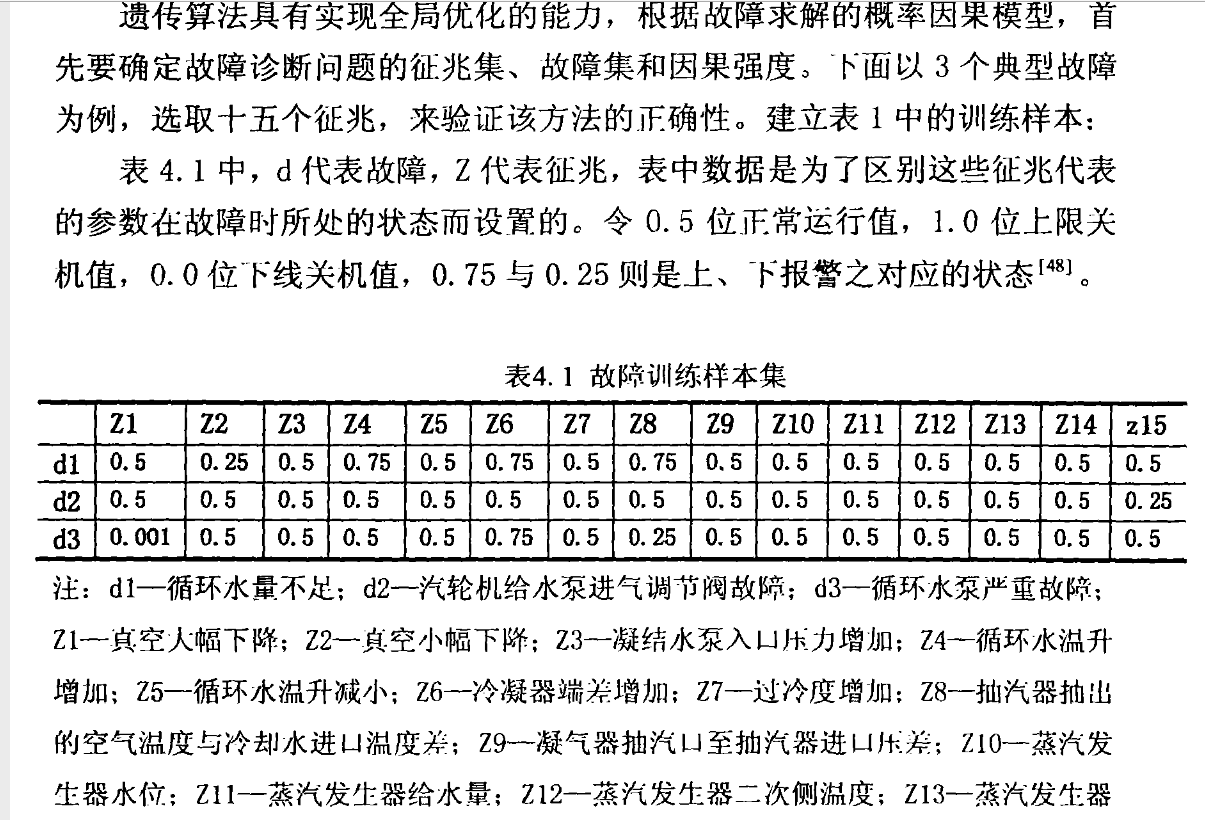 遗传算法具有实现全局优化的能力，根据故障求解的概率因果模型，首
先要确定故障诊断问题的征兆集、故障集和因果强度。下面以 3 个典型故障
为例，选取十五个征兆，来验证该方法的正确性。建立表 1 中的训练样本：
表 4.1 中，d 代表故障，Z 代表征兆，表中数据是为了区别这些征兆代表
的参数在故障时所处的状态而设置的。令 0.5 位正常运行值，1.0 位上限关
机值，0.0 位下线关机值，0.75 与 0.25 则是上、下报警之对应的状态[48]。
表4.1 故障训练样本集
Z1 Z2 Z3 Z4 Z5 Z6 Z7 Z8 Z9 Z10 Z11 Z12 Z13 Z14 z15
d1 0.5 0.25 0.5 0.75 0.5 0.75 0.5 0.75 0.5 0.5 0.5 0.5 0.5 0.5 0.5
d2 0.5 0.5 0.5 0.5 0.5 0.5 0.5 0.5 0.5 0.5 0.5 0.5 0.5 0.5 0.25
d3 0.001 0.5 0.5 0.5 0.5 0.75 0.5 0.25 0.5 0.5 0.5 0.5 0.5 0.5 0.5
注：d1—循环水量不足；d2—汽轮机给水泵进气调节阀故障；d3—循环水泵严重故障；
Z1—真空大幅下降；Z2—真空小幅下降；Z3—凝结水泵入口压力增加；Z4—循环水温升
增加；Z5—循环水温升减小；Z6—冷凝器端差增加；Z7—过冷度增加；Z8—抽汽器抽出
的空气温度与冷却水进口温度差；Z9—凝气器抽汽口至抽汽器进口压差；Z10—蒸汽发
生器水位；Z11—蒸汽发生器给水量；Z12—蒸汽发生器二次侧温度；Z13—蒸汽发生器